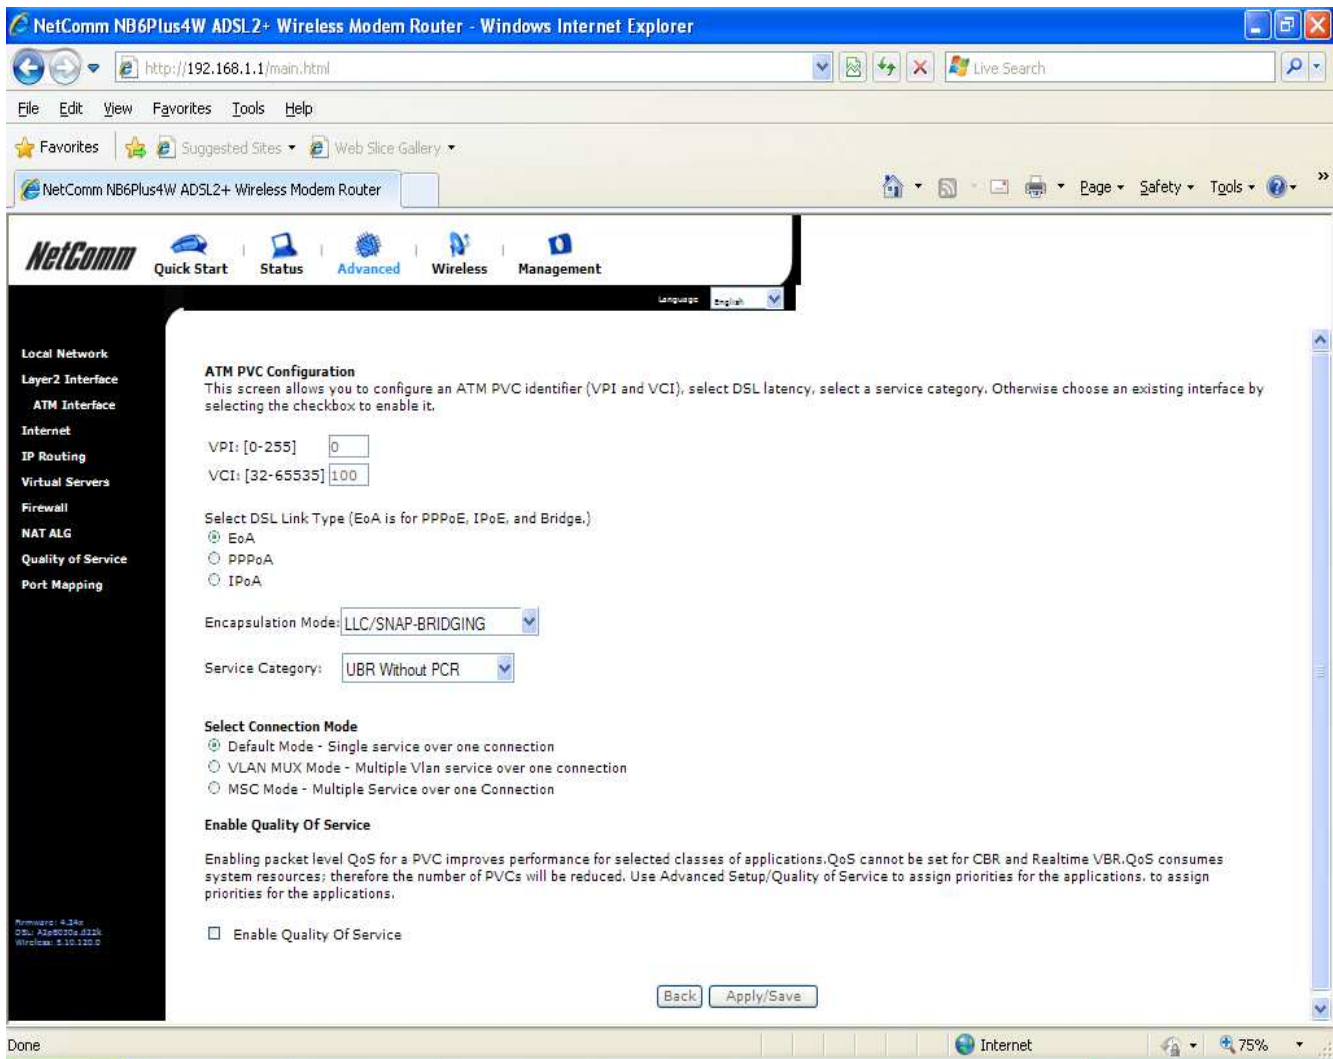 NetComm NB6Plus4W ADSL2+ Wireless Modem Router - Windows Internet Explorer
http://192.168.1.1/main.html
Live Search
File Edit View Favorites Tools Help
Favorites Suggested Sites Web Slice Gallery
NetComm NB6Plus4W ADSL2+ Wireless Modem Router
Page Safety Tools
NetComm
Quick Start Status Advanced Wireless Management
Language English
Local Network
Layer2 Interface
ATM Interface
Internet
IP Routing
Virtual Servers
Firewall
NAT ALG
Quality of Service
Port Mapping
ATM PVC Configuration
This screen allows you to configure an ATM PVC identifier (VPI and VCI), select DSL latency, select a service category. Otherwise choose an existing interface by
selecting the checkbox to enable it.
VPI: [0-255] 0
VCI: [32-65535] 100
Select DSL Link Type (EoA is for PPPoE, IPoE, and Bridge.)
EoA
PPPoA
IPoA
Encapsulation Mode: LLC/SNAP-BRIDGING
Service Category: UBR Without PCR
Select Connection Mode
Default Mode - Single service over one connection
VLAN MUX Mode - Multiple Vlan service over one connection
MSC Mode - Multiple Service over one Connection
Enable Quality Of Service
Enabling packet level QoS for a PVC improves performance for selected classes of applications.QoS cannot be set for CBR and Realtime VBR.QoS consumes
system resources; therefore the number of PVCs will be reduced. Use Advanced Setup/Quality of Service to assign priorities for the applications. to assign
priorities for the applications.
Enable Quality Of Service
Firmware: 4.24x
DSL: A2pB030a.d22k
Wireless: 5.10.120.0
Back Apply/Save
Done Internet 75%